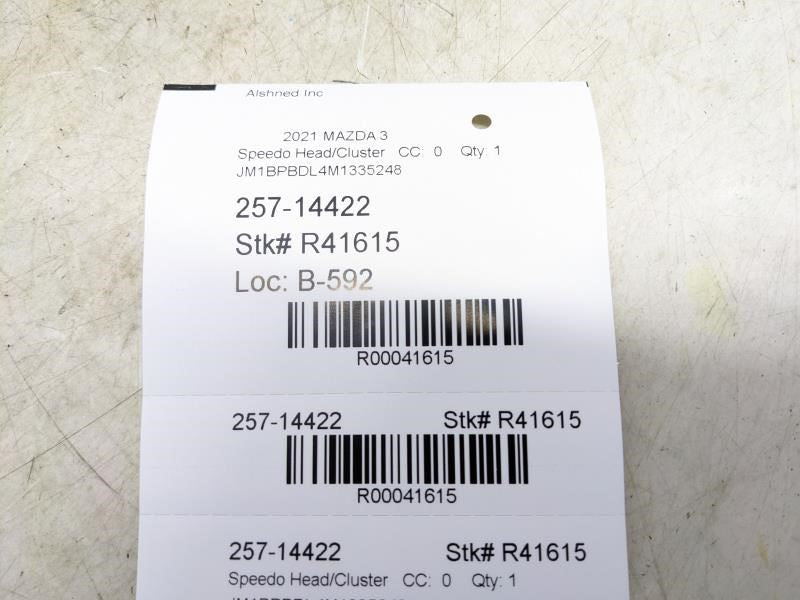 Alshned Inc
2021 MAZDA 3
Speedo Head/Cluster CC: 0 Qty: 1
JM1BPBDL4M1335248
257-14422
Stk# R41615
Loc: B-592
R00041615
257-14422 Stk# R41615
R00041615
257-14422 Stk# R41615
Speedo Head/Cluster CC: 0 Qty: 1